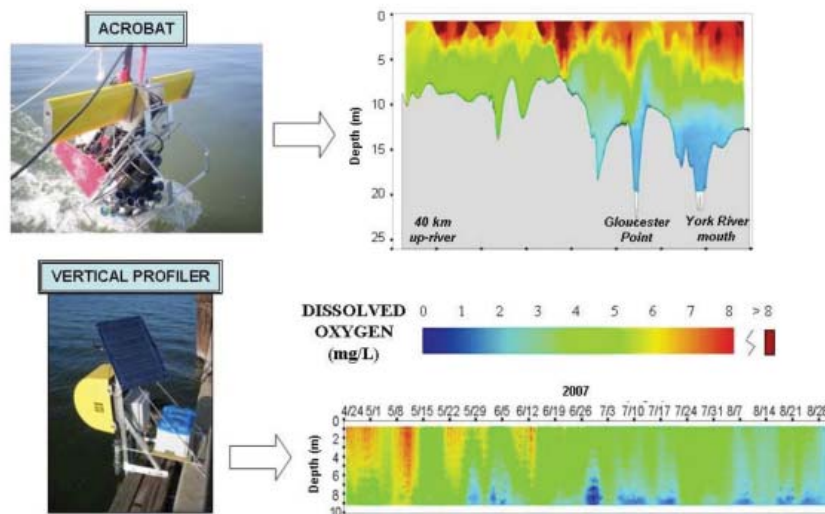 ACROBAT
Depth (m)
0
5
10
15
20
25
40 km
up-river
Gloucester
Point
York River
mouth
VERTICAL PROFILER
DISSOLVED
OXYGEN
(mg/L)
0 1 2 3 4 5 6 7 8 > 8
2007
4/24 5/1 5/8 5/15 5/22 5/29 6/5 6/12 6/19 6/26 7/3 7/10 7/17 7/24 7/31 8/7 8/14 8/21 8/28
Depth (m)
0
2
4
6
8
10